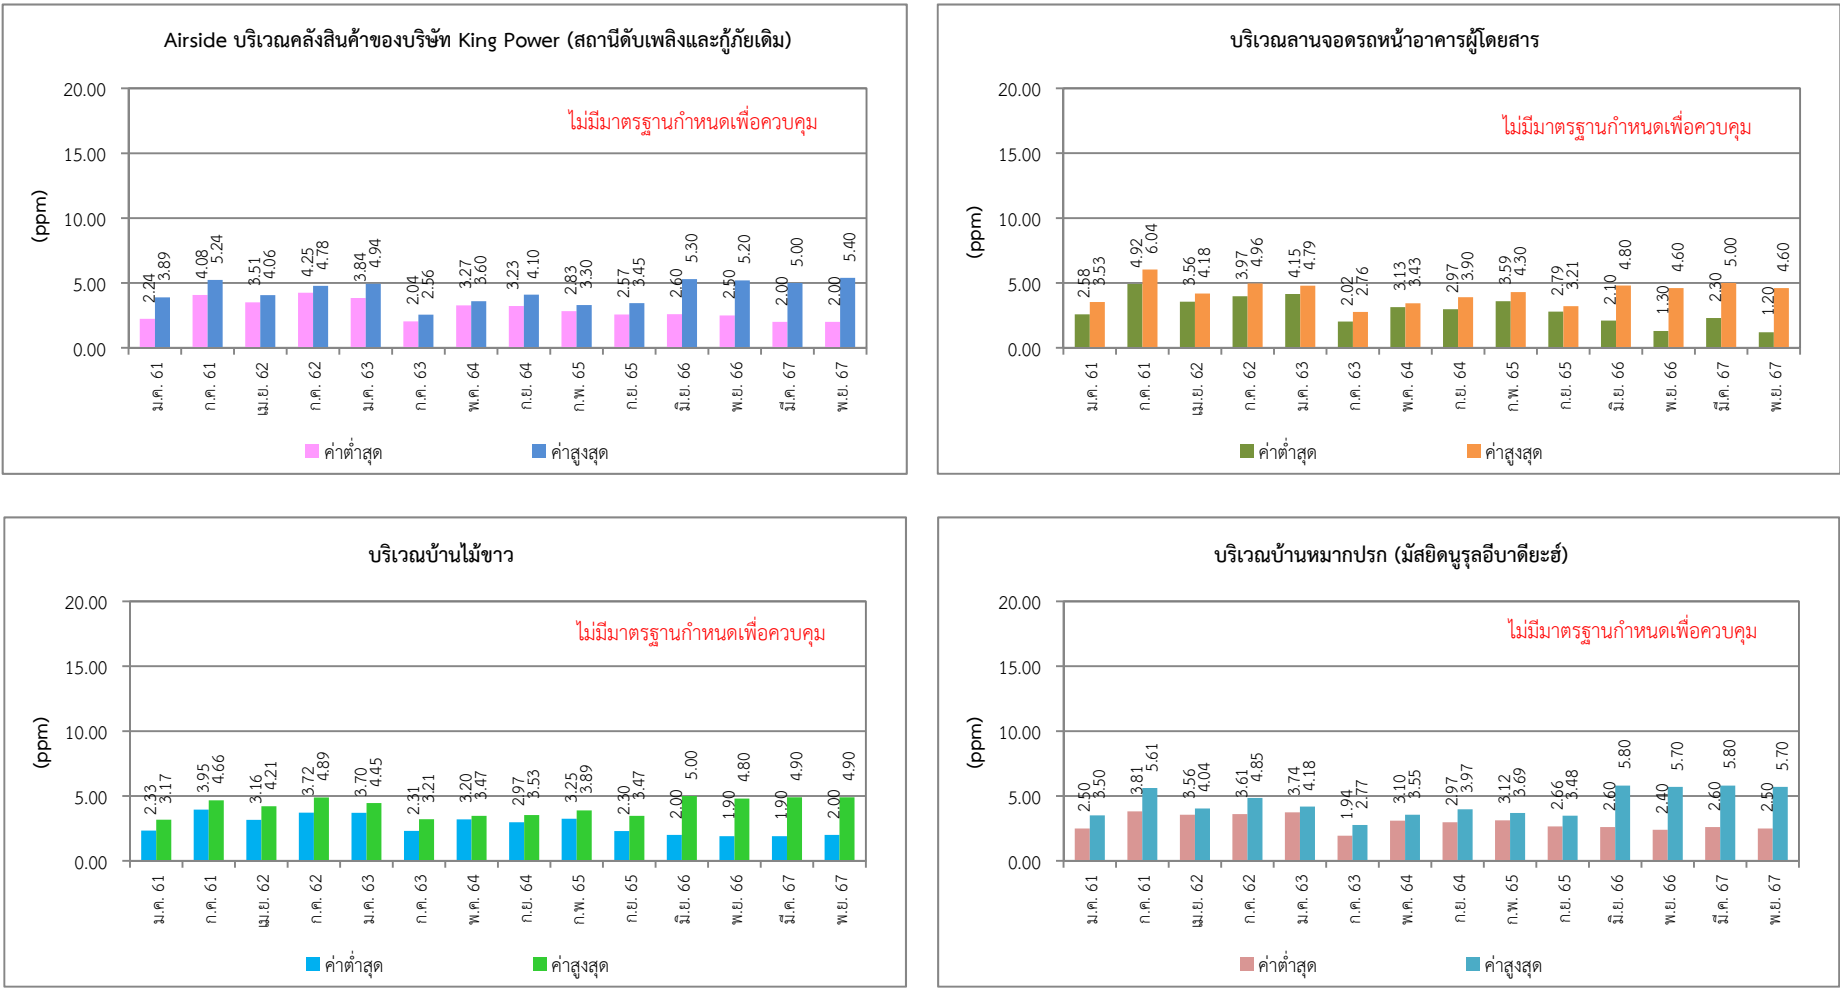 Airside บริเวณคลังสินค้าของบริษัท King Power (สถานีดับเพลิงและกู้ภัยเดิม)
ไม่มีมาตรฐานกำหนดเพื่อควบคุม
(ppm)
20.00
15.00
10.00
5.00
0.00
2.24 3.89 4.08 5.24 3.51 4.06 4.25 4.78 3.84 4.94 2.04 2.56 3.27 3.60 3.23 4.10 2.83 3.30 2.57 3.45 2.60 5.30 2.50 5.20 2.00 5.00 2.00 5.40
ม.ค. 61 ก.ค. 61 เม.ย. 62 ก.ค. 62 ม.ค. 63 ก.ค. 63 พ.ค. 64 ก.ย. 64 ก.พ. 65 ก.ย. 65 มิ.ย. 66 พ.ย. 66 มี.ค. 67 พ.ย. 67
ค่าต่ำสุด ค่าสูงสุด
บริเวณลานจอดรถหน้าอาคารผู้โดยสาร
ไม่มีมาตรฐานกำหนดเพื่อควบคุม
(ppm)
20.00
15.00
10.00
5.00
0.00
2.58 3.53 4.92 6.04 3.56 4.18 3.97 4.96 4.15 4.79 2.02 2.76 3.13 3.43 2.97 3.90 3.59 4.30 2.79 3.21 2.10 4.80 1.30 4.60 2.30 5.00 1.20 4.60
ม.ค. 61 ก.ค. 61 เม.ย. 62 ก.ค. 62 ม.ค. 63 ก.ค. 63 พ.ค. 64 ก.ย. 64 ก.พ. 65 ก.ย. 65 มิ.ย. 66 พ.ย. 66 มี.ค. 67 พ.ย. 67
ค่าต่ำสุด ค่าสูงสุด
บริเวณบ้านไม้ขาว
ไม่มีมาตรฐานกำหนดเพื่อควบคุม
(ppm)
20.00
15.00
10.00
5.00
0.00
2.33 3.17 3.95 4.66 3.16 4.21 3.72 4.89 3.70 4.45 2.31 3.21 3.20 3.47 2.97 3.53 3.25 3.89 2.30 3.47 2.00 5.00 1.90 4.80 1.90 4.90 2.00 4.90
ม.ค. 61 ก.ค. 61 เม.ย. 62 ก.ค. 62 ม.ค. 63 ก.ค. 63 พ.ค. 64 ก.ย. 64 ก.พ. 65 ก.ย. 65 มิ.ย. 66 พ.ย. 66 มี.ค. 67 พ.ย. 67
ค่าต่ำสุด ค่าสูงสุด
บริเวณบ้านหมากปรก (มัสยิดนูรุลอีบาดียะฮ์)
ไม่มีมาตรฐานกำหนดเพื่อควบคุม
(ppm)
20.00
15.00
10.00
5.00
0.00
2.50 3.50 3.81 5.61 3.56 4.04 3.61 4.85 3.74 4.18 1.94 2.77 3.10 3.55 2.97 3.97 3.12 3.69 2.66 3.48 2.60 5.80 2.40 5.70 2.60 5.80 2.50 5.70
ม.ค. 61 ก.ค. 61 เม.ย. 62 ก.ค. 62 ม.ค. 63 ก.ค. 63 พ.ค. 64 ก.ย. 64 ก.พ. 65 ก.ย. 65 มิ.ย. 66 พ.ย. 66 มี.ค. 67 พ.ย. 67
ค่าต่ำสุด ค่าสูงสุด